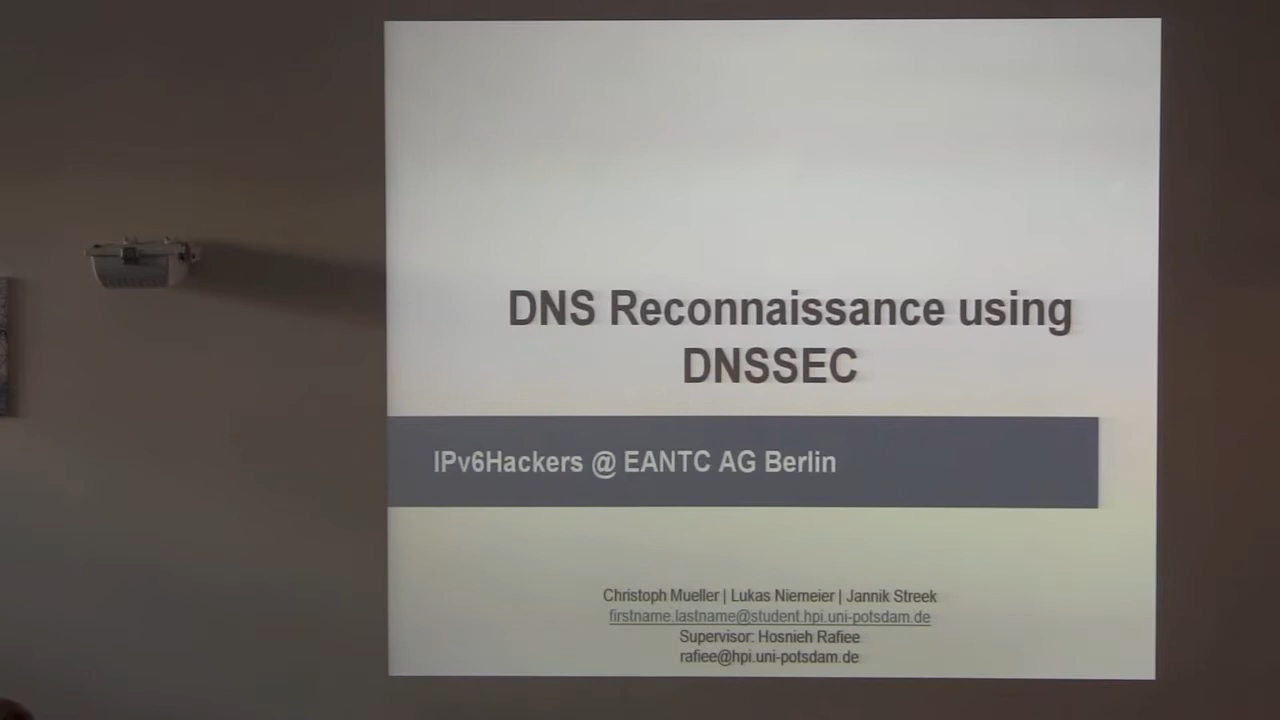 DNS Reconnaissance using
DNSSEC
IPv6Hackers @ EANTC AG Berlin
Christoph Mueller | Lukas Niemeier | Jannik Streek
firstname.lastname@student.hpi.uni-potsdam.de
Supervisor: Hosnieh Rafiee
rafiee@hpi.uni-potsdam.de